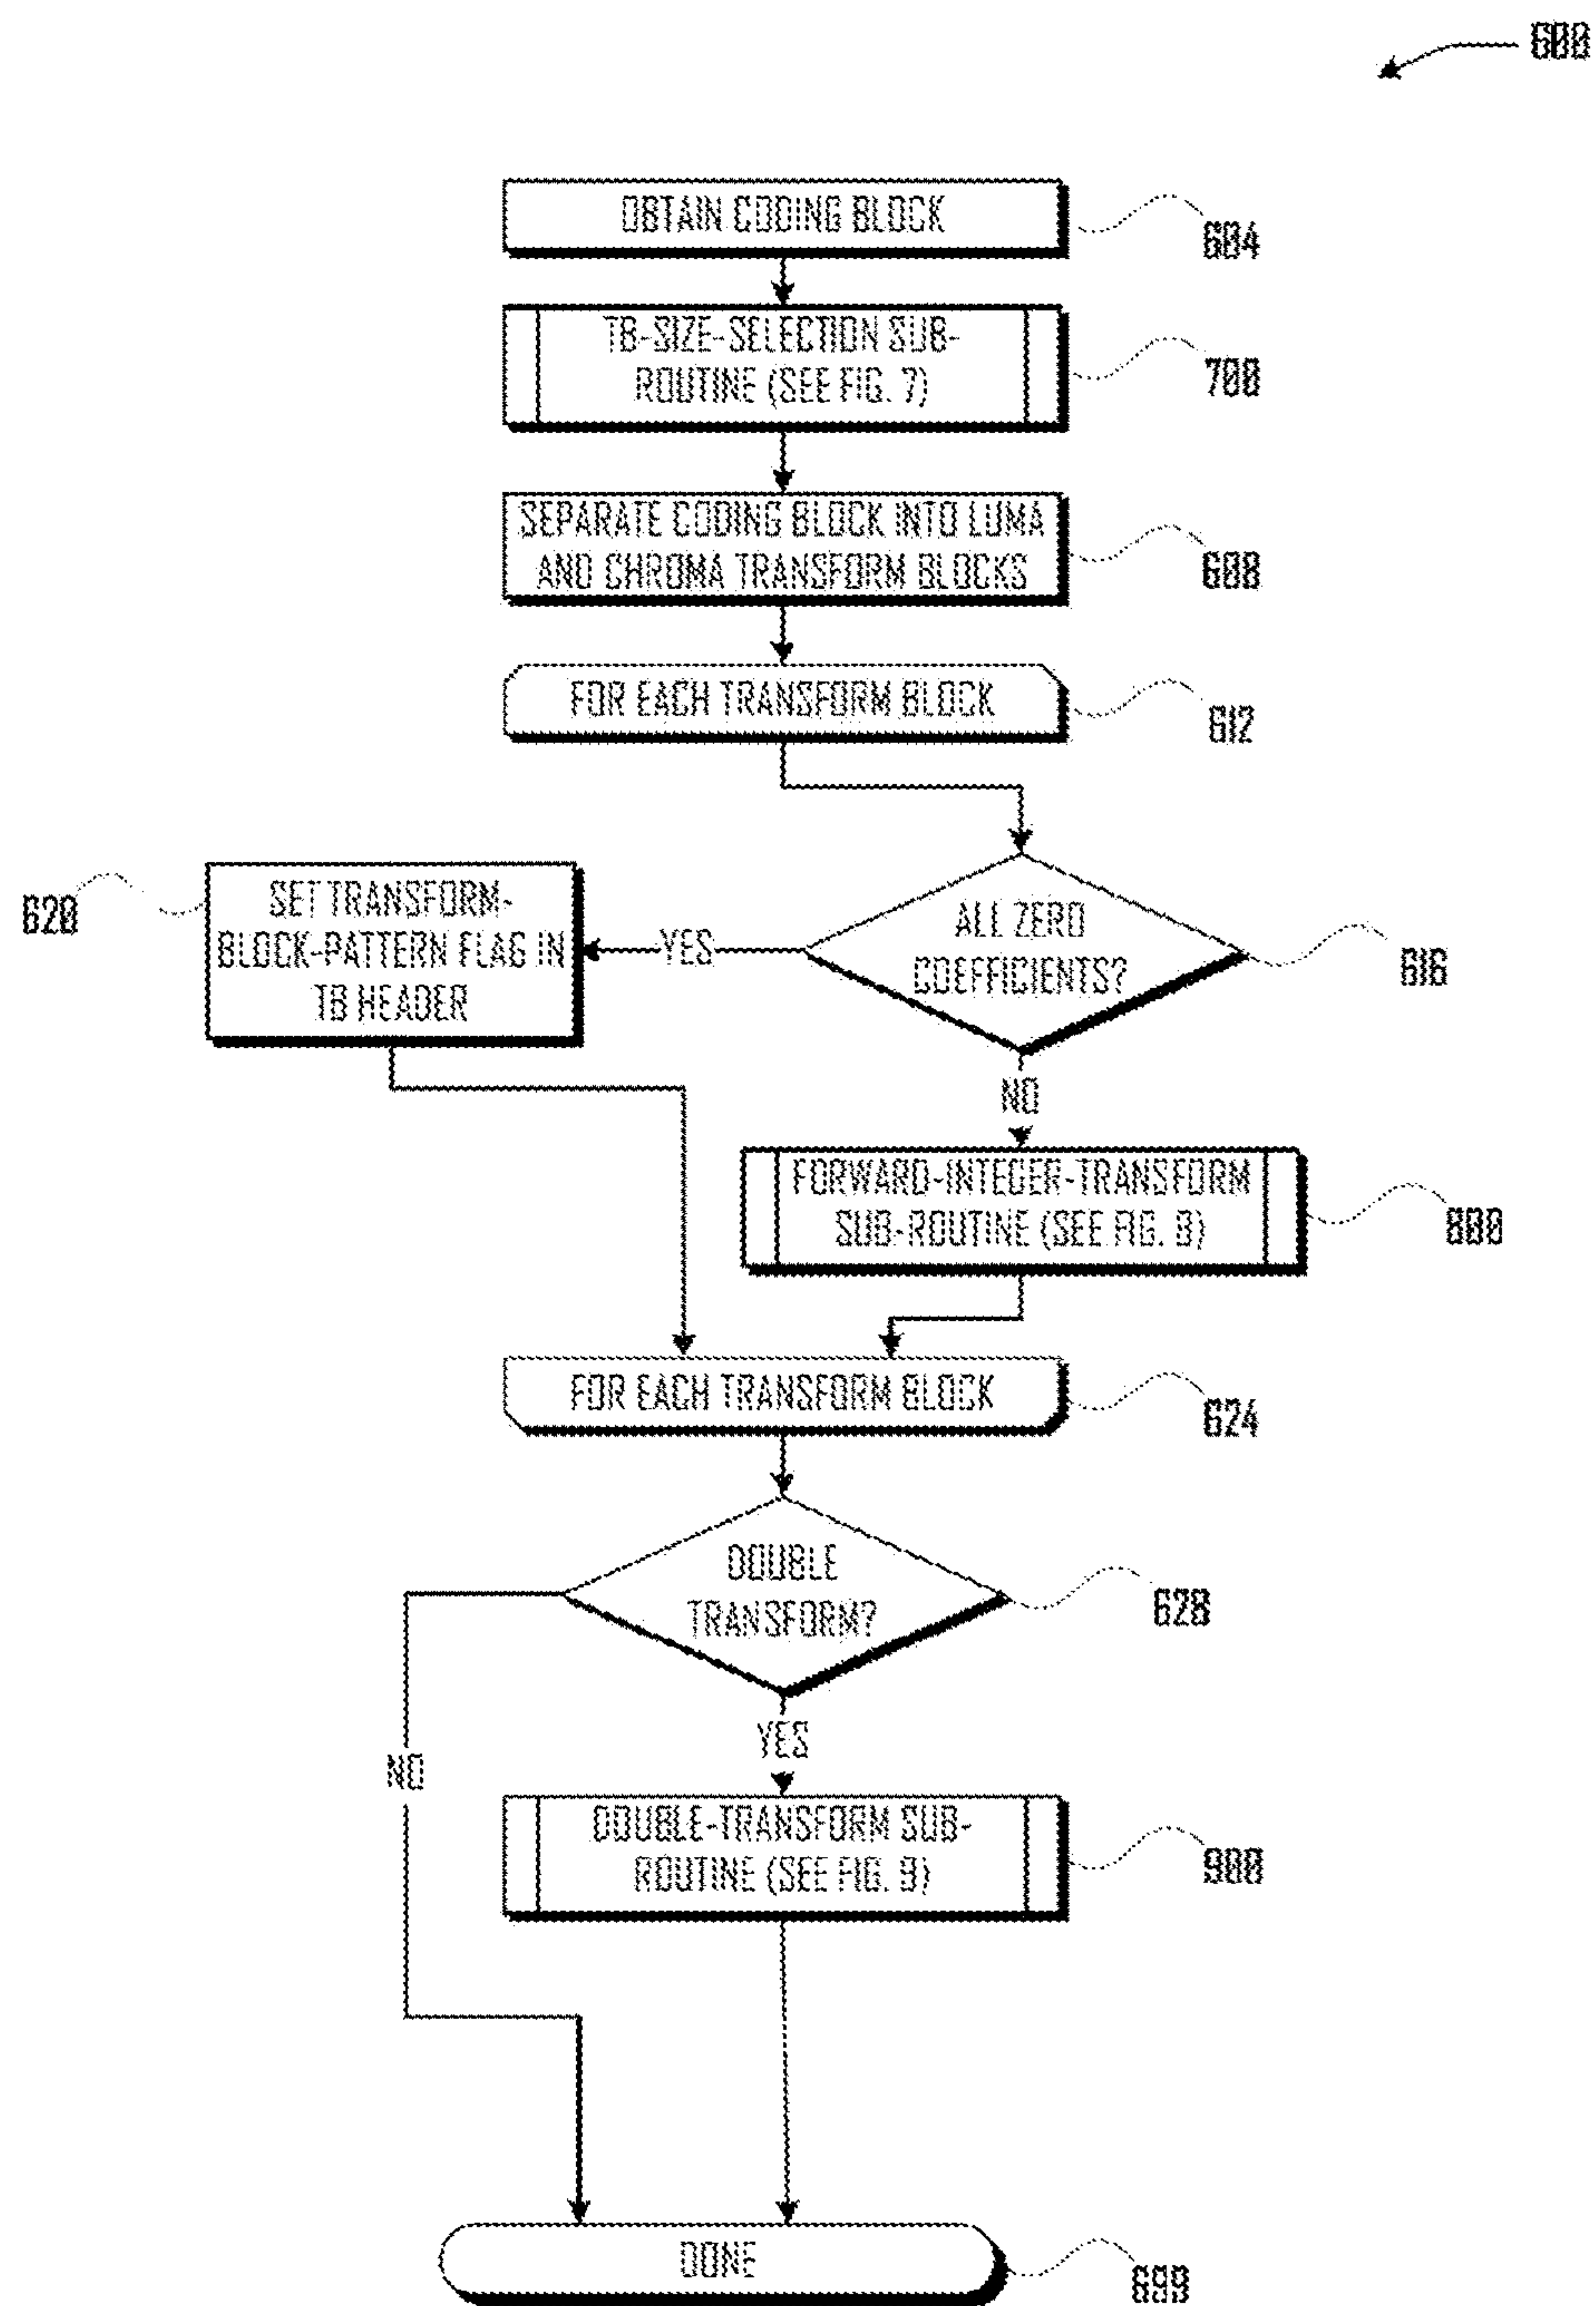 600
OBTAIN CODING BLOCK
604
TB-SIZE-SELECTION SUB-
ROUTINE (SEE FIG. 7)
700
SEPARATE CODING BLOCK INTO LUMA
AND CHROMA TRANSFORM BLOCKS
608
FOR EACH TRANSFORM BLOCK
612
SET TRANSFORM-
BLOCK-PATTERN FLAG IN
TB HEADER
620
YES
ALL ZERO
COEFFICIENTS?
616
NO
FORWARD-INTEGER-TRANSFORM
SUB-ROUTINE (SEE FIG. 8)
800
FOR EACH TRANSFORM BLOCK
624
DOUBLE
TRANSFORM?
628
NO
YES
DOUBLE-TRANSFORM SUB-
ROUTINE (SEE FIG. 9)
900
DONE
699